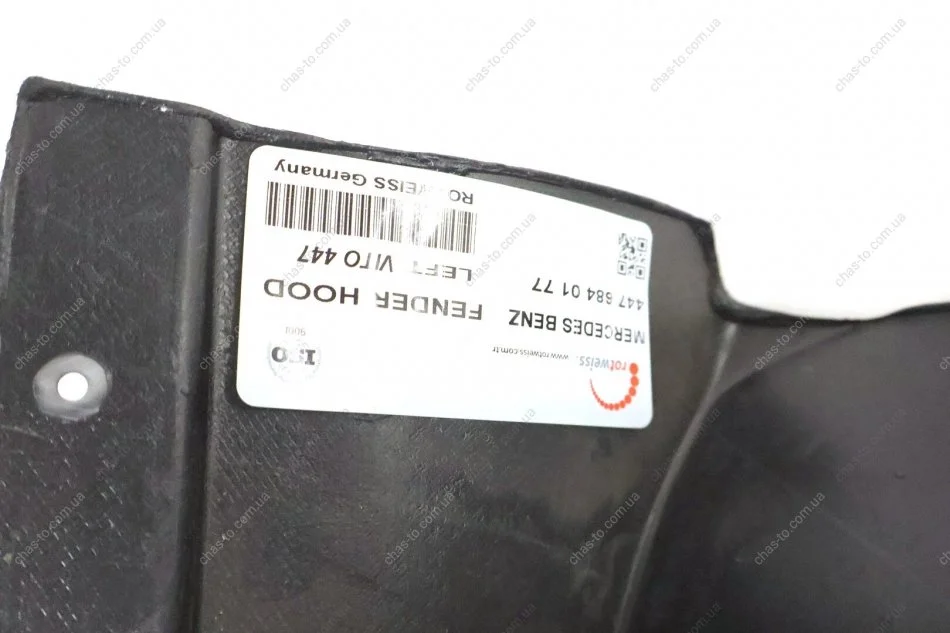 rotweiss
www.rotweiss.com.tr
ISO
9001
MERCEDES BENZ
FENDER HOOD
447 684 01 77
LEFT VITO 447
ROTWEISS Germany
chas-to.com.ua